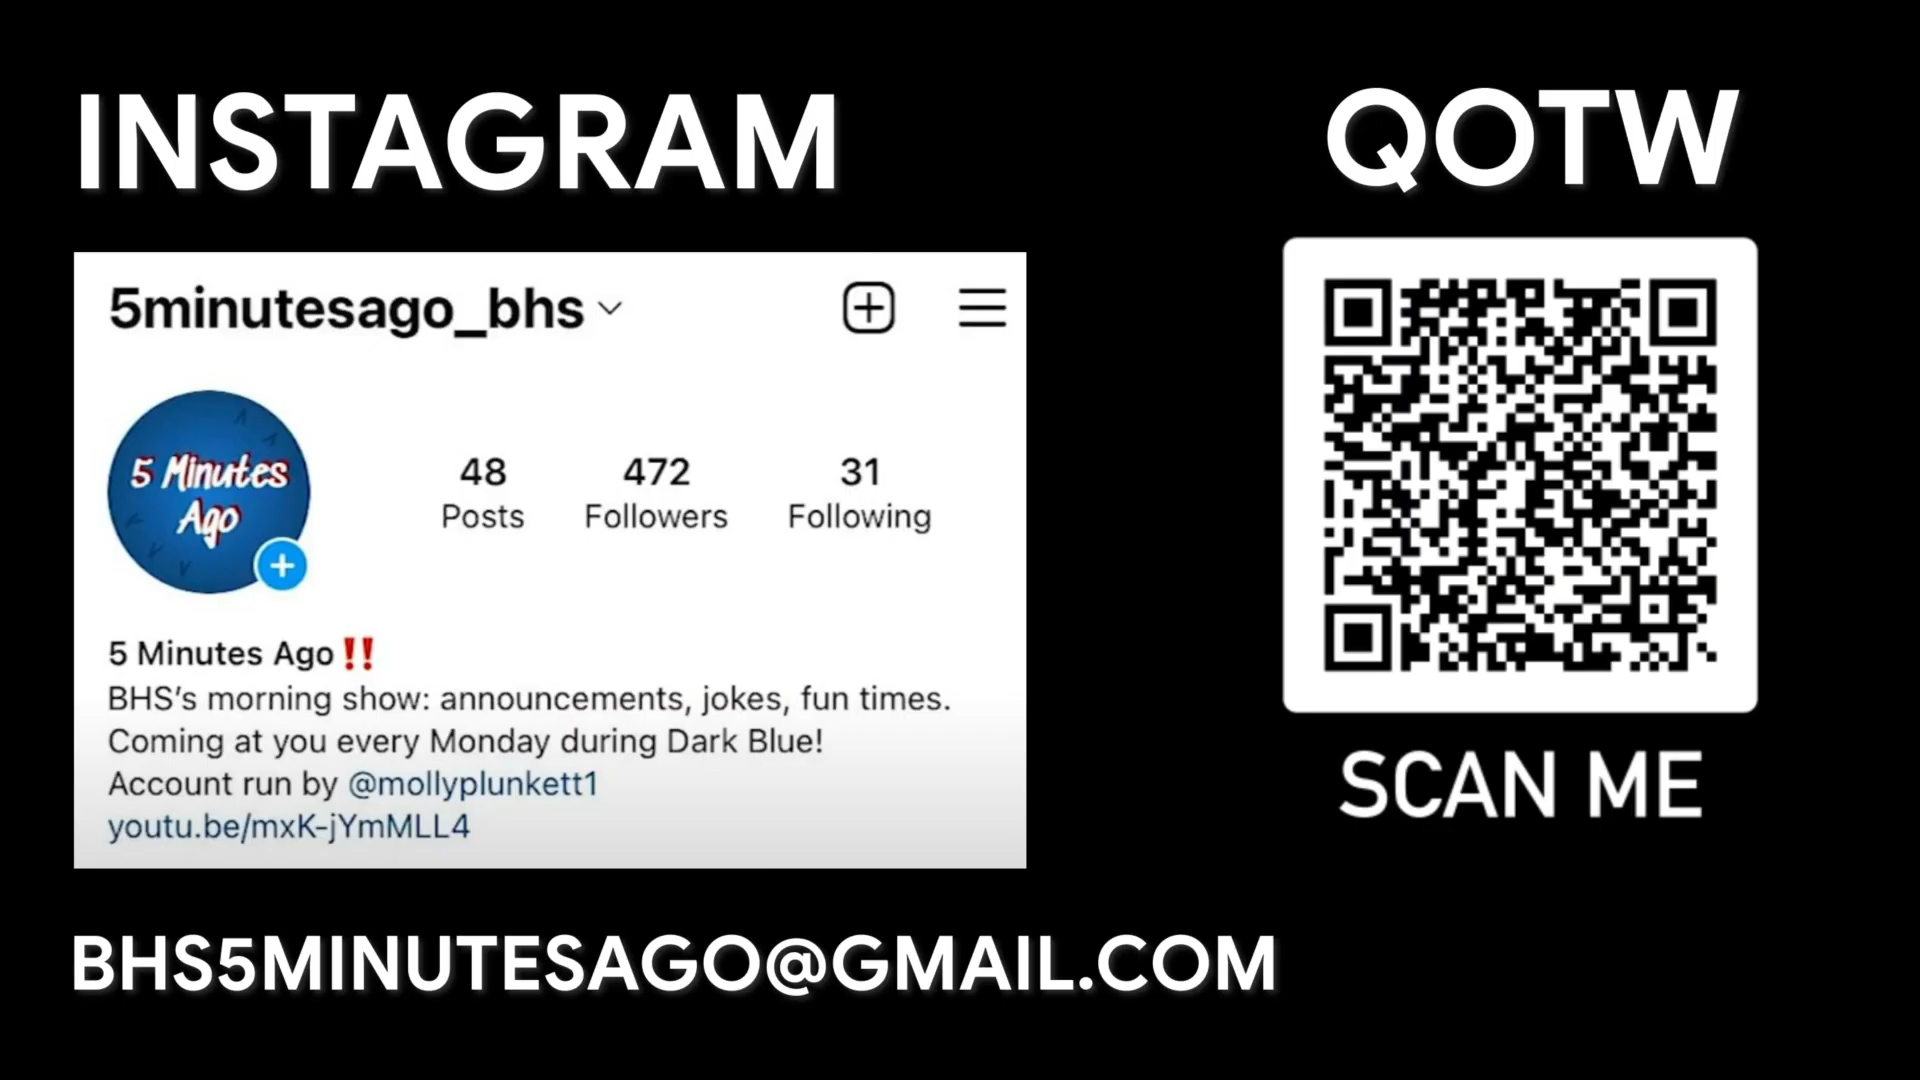 INSTAGRAM
QOTW
5minutesago_bhs
5 Minutes
Ago
48
Posts
472
Followers
31
Following
5 Minutes Ago‼️
BHS's morning show: announcements, jokes, fun times.
Coming at you every Monday during Dark Blue!
Account run by @mollyplunkett1
youtu.be/mxK-jYmMLL4
SCAN ME
BHS5MINUTESAGO@GMAIL.COM